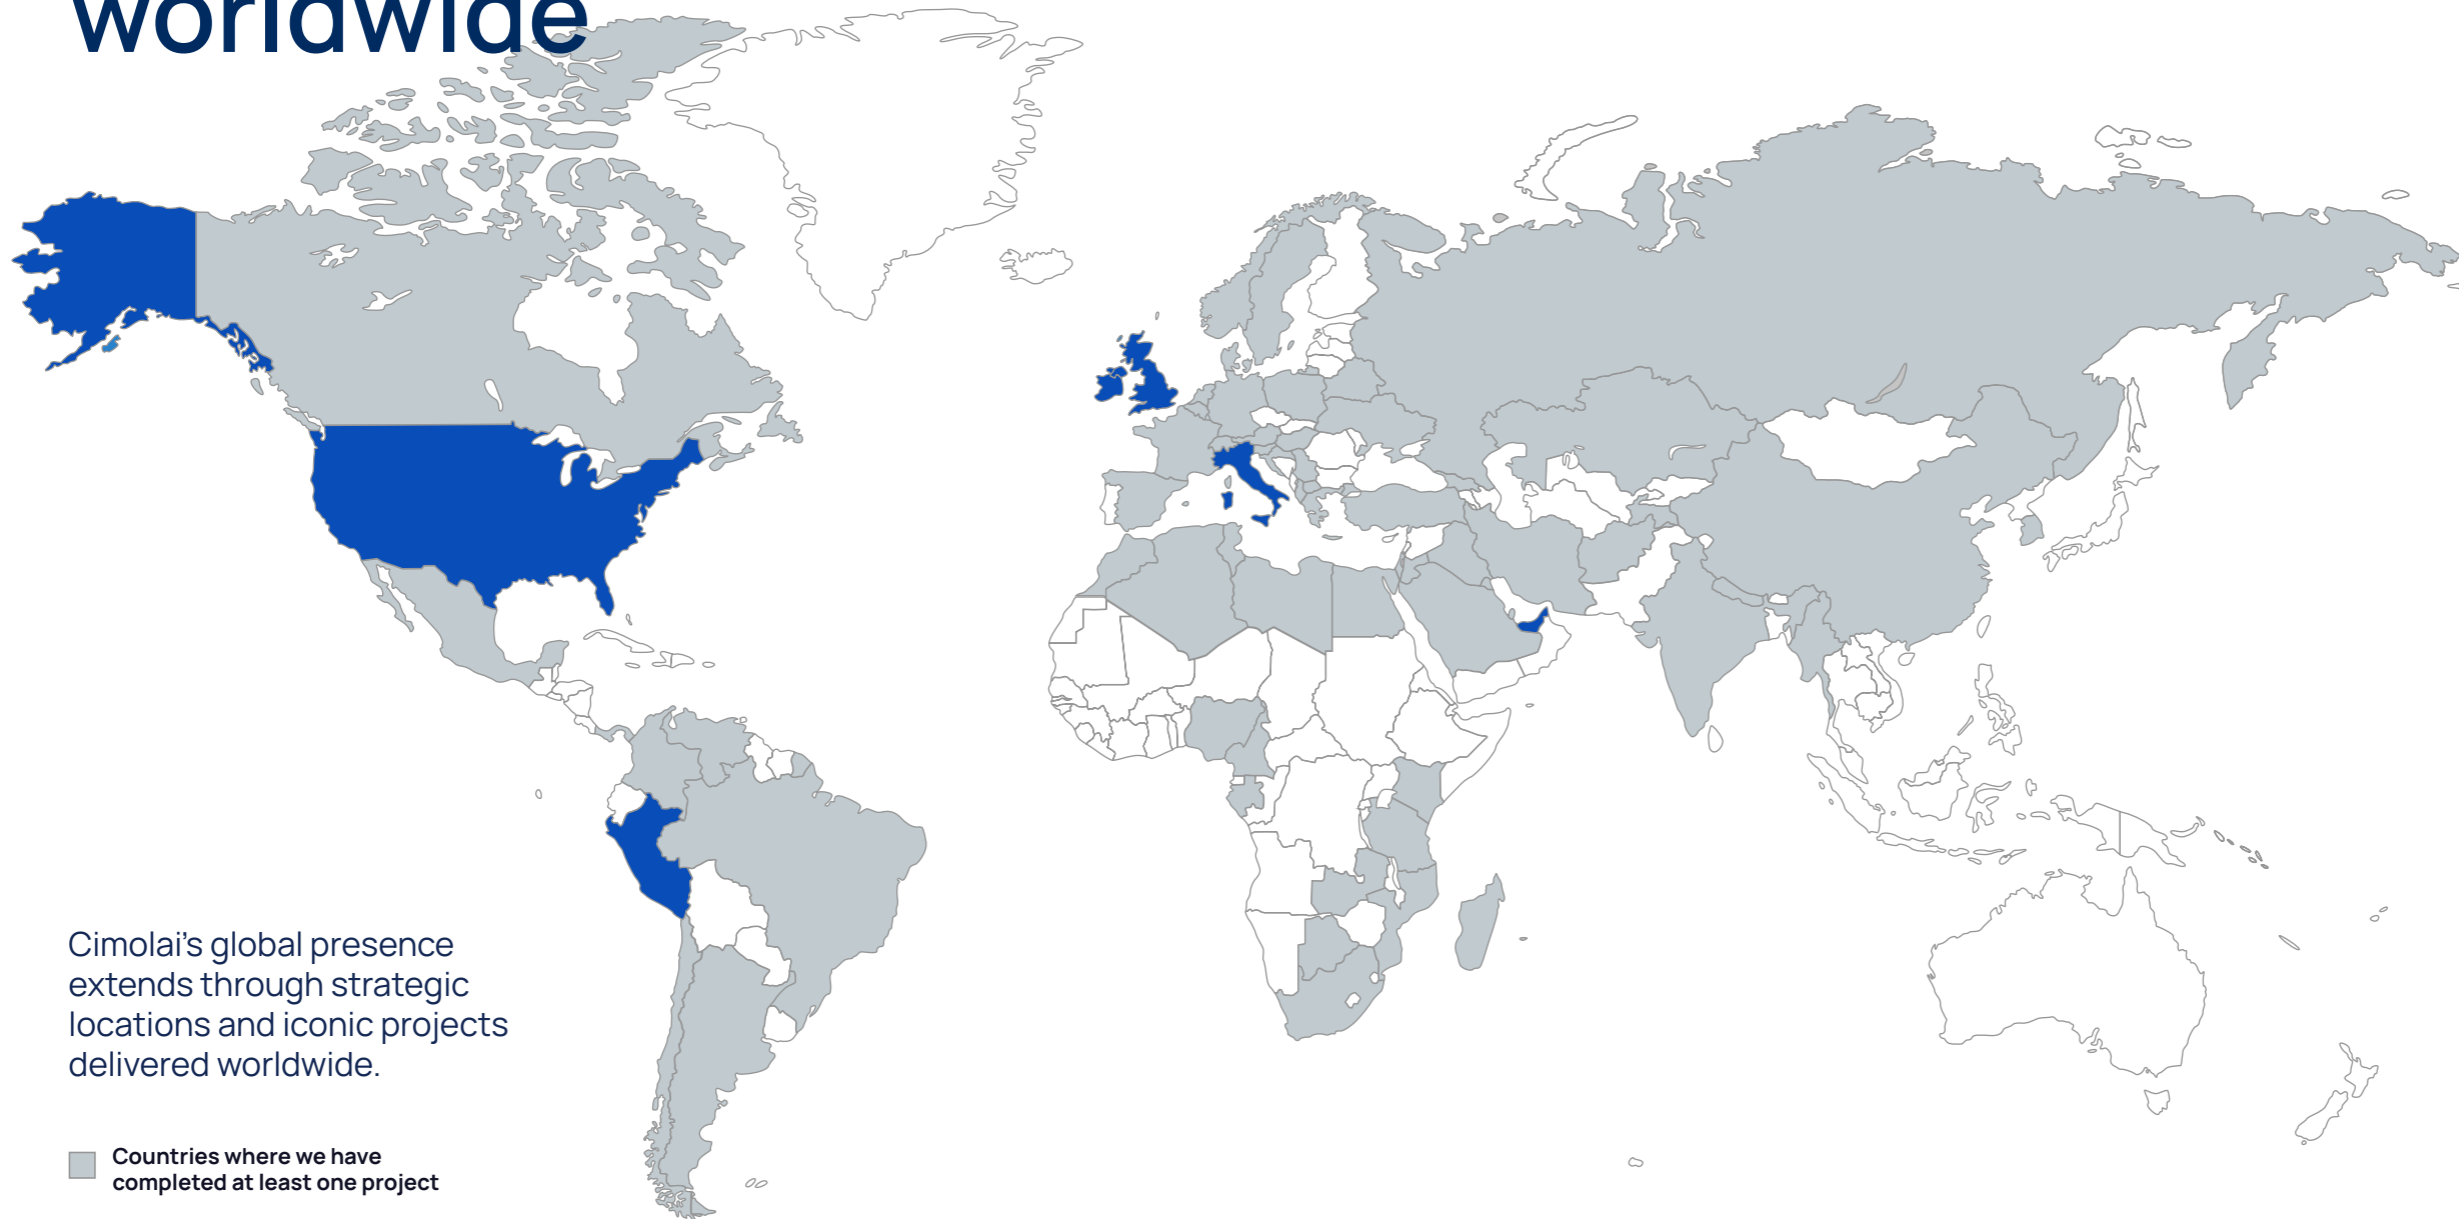 worldwide
Cimolai's global presence
extends through strategic
locations and iconic projects
delivered worldwide.
Countries where we have
completed at least one project